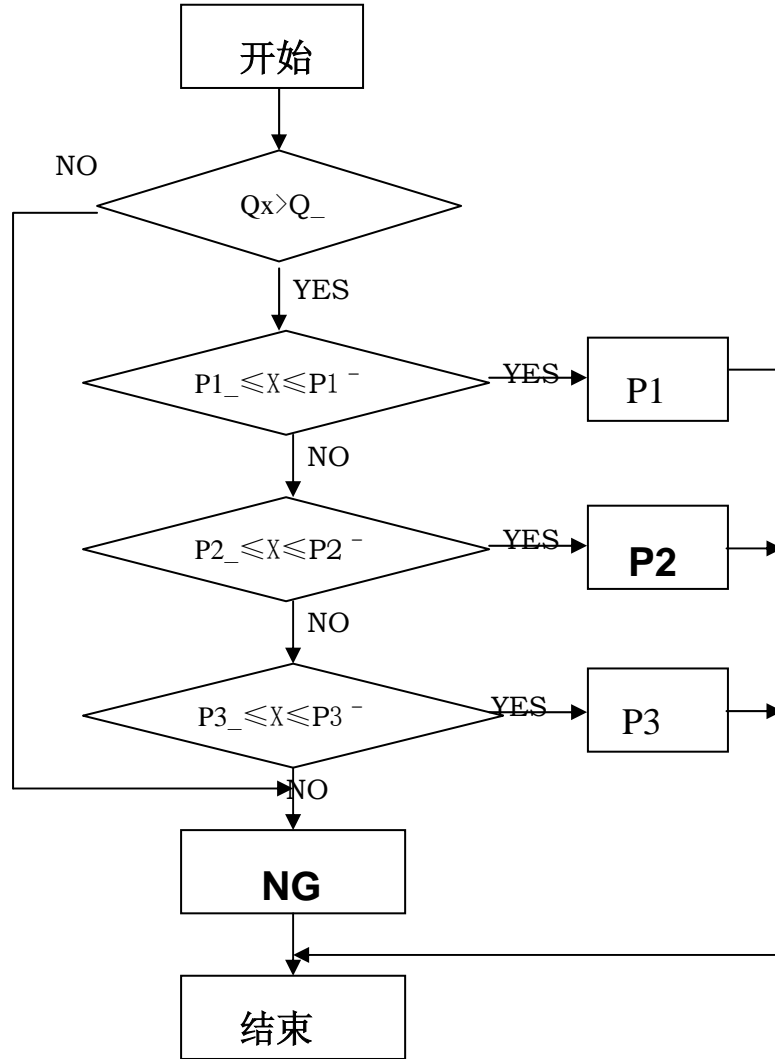 开始
NO
Qx>Q_
YES
P1_≤X≤P1⁻
YES
P1
NO
P2_≤X≤P2⁻
YES
P2
NO
P3_≤X≤P3⁻
YES
P3
NO
NG
结束